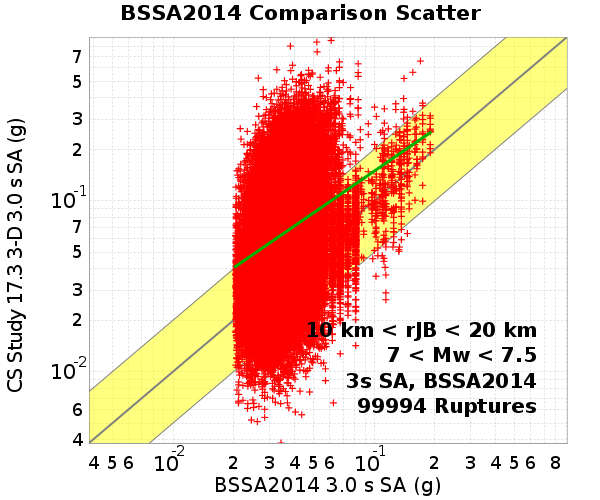 BSSA2014 Comparison Scatter
CS Study 17.3 3-D 3.0 s SA (g)
7
5
3
2
10⁻¹
7
5
3
2
10⁻²
6
4
10 km < rJB < 20 km
7 < Mw < 7.5
3s SA, BSSA2014
99994 Ruptures
4 5 6 10⁻² 2 3 4 5 6 10⁻¹ 2 3 4 5 6 8
BSSA2014 3.0 s SA (g)